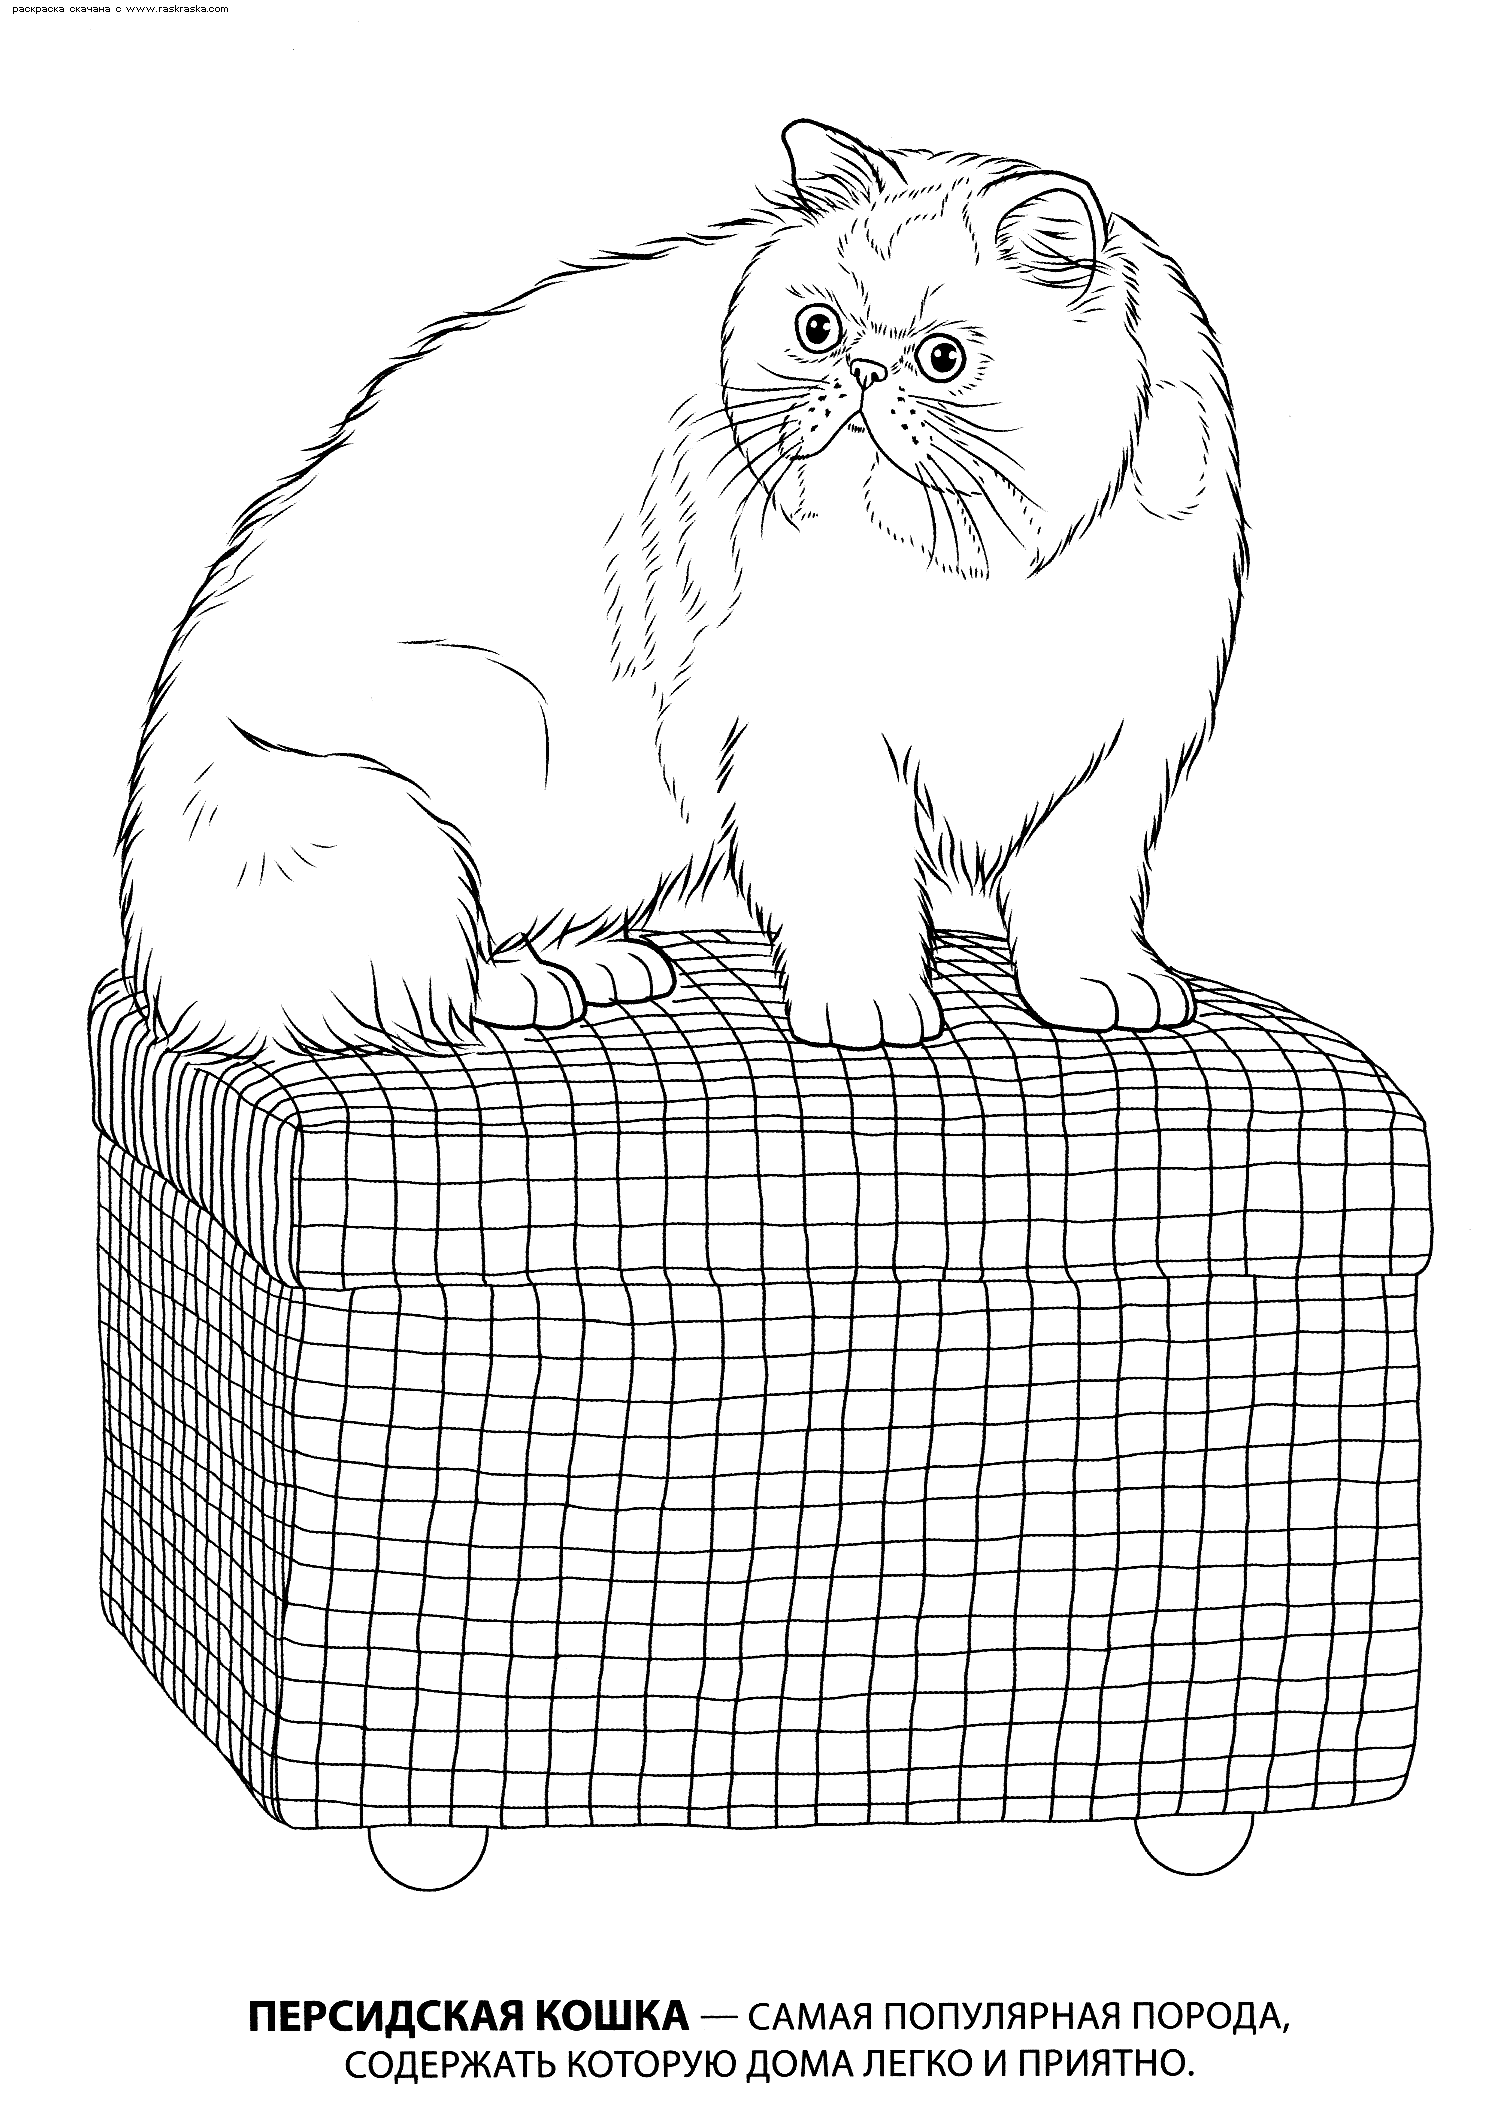 раскраска скачана с www.raskraska.com
ПЕРСИДСКАЯ КОШКА — САМАЯ ПОПУЛЯРНАЯ ПОРОДА,
СОДЕРЖАТЬ КОТОРУЮ ДОМА ЛЕГКО И ПРИЯТНО.